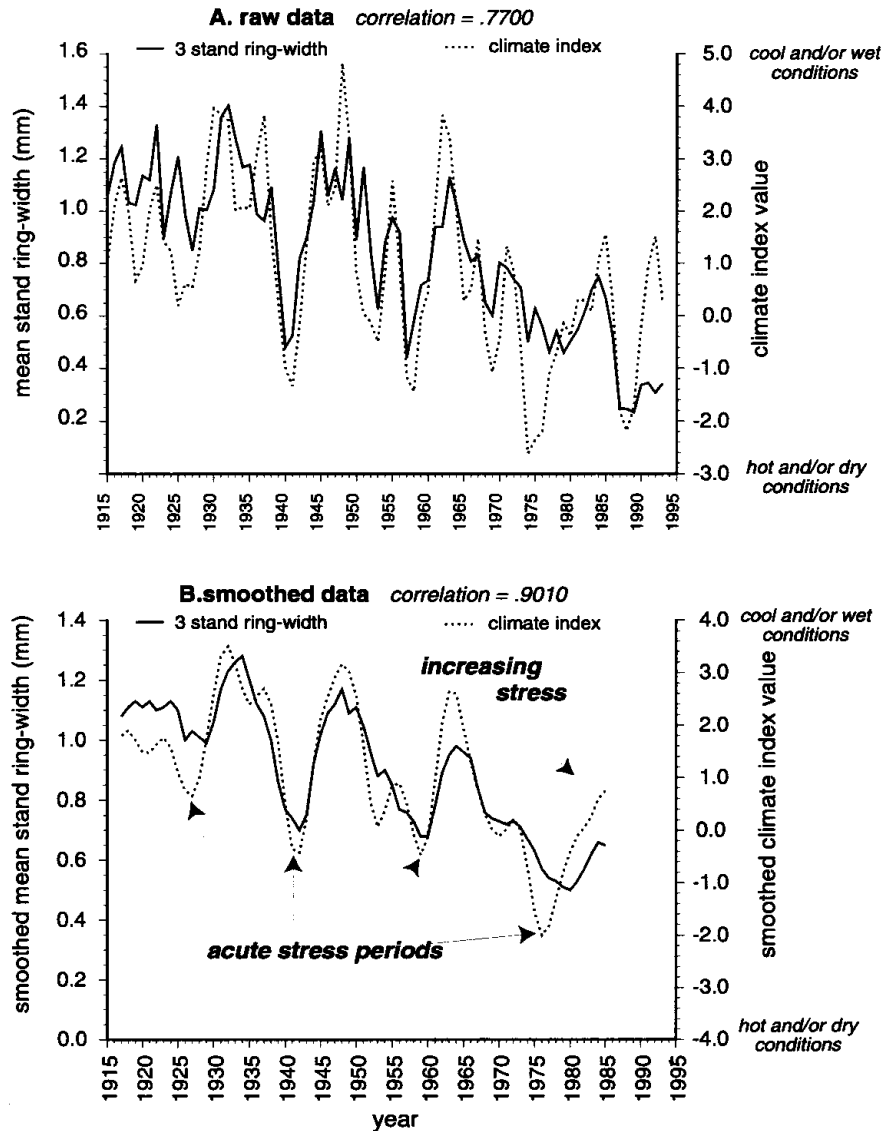 A. raw data correlation = .7700
3 stand ring-width
climate index
mean stand ring-width (mm)
1.6
1.4
1.2
1.0
0.8
0.6
0.4
0.2
5.0
4.0
3.0
2.0
1.0
0.0
-1.0
-2.0
-3.0
climate index value
cool and/or wet
conditions
hot and/or dry
conditions
1915 1920 1925 1930 1935 1940 1945 1950 1955 1960 1965 1970 1975 1980 1985 1990 1995
B.smoothed data correlation = .9010
3 stand ring-width
climate index
smoothed mean stand ring-width (mm)
1.4
1.2
1.0
0.8
0.6
0.4
0.2
0.0
4.0
3.0
2.0
1.0
0.0
-1.0
-2.0
-3.0
-4.0
smoothed climate index value
cool and/or wet
conditions
increasing
stress
acute stress periods
hot and/or dry
conditions
1915 1920 1925 1930 1935 1940 1945 1950 1955 1960 1965 1970 1975 1980 1985 1990 1995
year